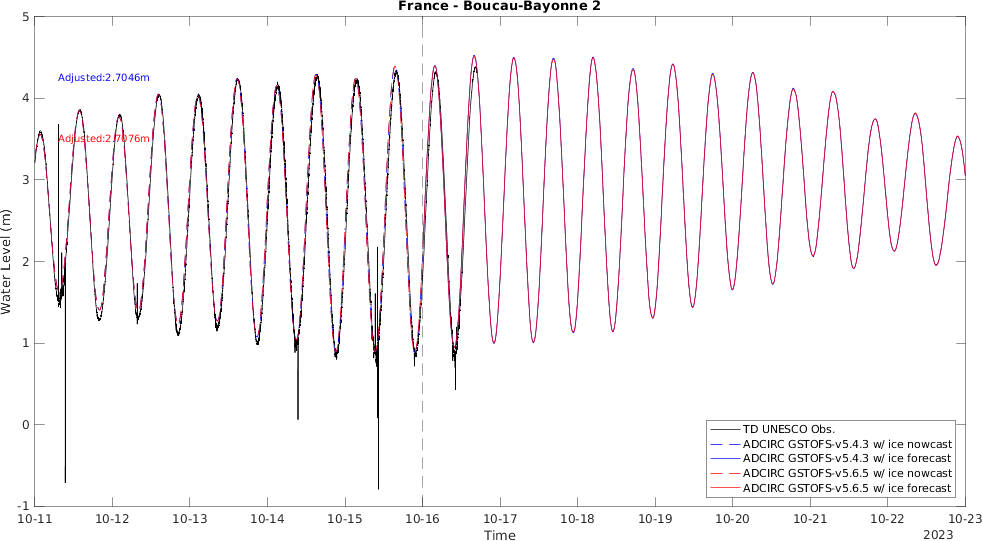 France - Boucau-Bayonne 2
5
4
3
2
1
0
-1
Water Level (m)
Adjusted:2.7046m
Adjusted:2.7076m
TD UNESCO Obs.
ADCIRC GSTOFS-v5.4.3 w/ ice nowcast
ADCIRC GSTOFS-v5.4.3 w/ ice forecast
ADCIRC GSTOFS-v5.6.5 w/ ice nowcast
ADCIRC GSTOFS-v5.6.5 w/ ice forecast
10-11 10-12 10-13 10-14 10-15 10-16 10-17 10-18 10-19 10-20 10-21 10-22 10-23
Time
2023